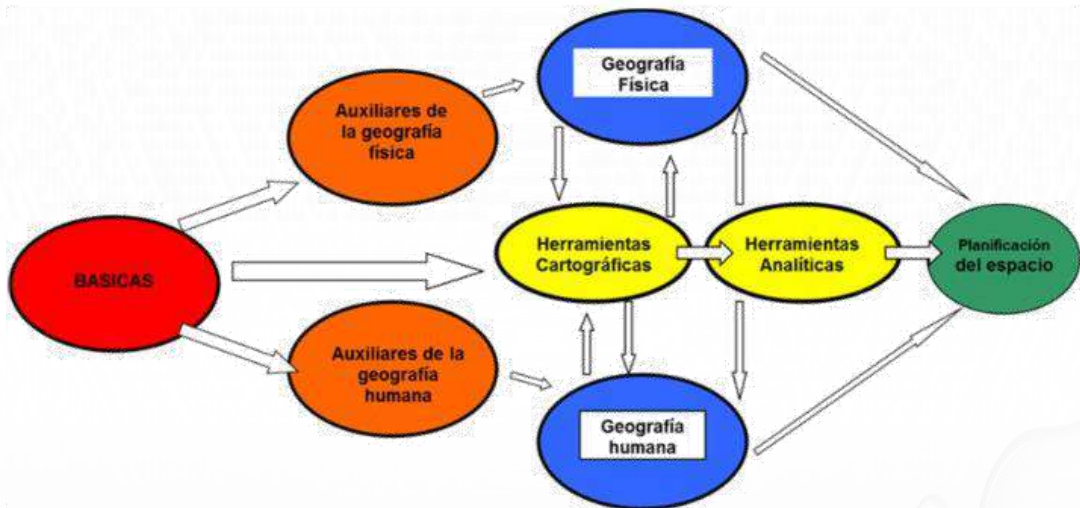 Geografía
Física
Auxiliares de
la geografía
física
BASICAS
Herramientas
Cartográficas
Herramientas
Analíticas
Planificación
del espacio
Auxiliares de la
geografía
humana
Geografía
humana